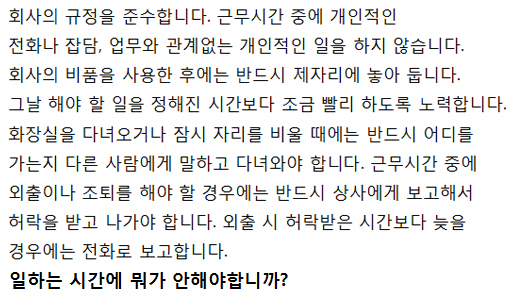 회사의 규정을 준수합니다. 근무시간 중에 개인적인
전화나 잡담, 업무와 관계없는 개인적인 일을 하지 않습니다.
회사의 비품을 사용한 후에는 반드시 제자리에 놓아 둡니다.
그날 해야 할 일을 정해진 시간보다 조금 빨리 하도록 노력합니다.
화장실을 다녀오거나 잠시 자리를 비울 때에는 반드시 어디를
가는지 다른 사람에게 말하고 다녀와야 합니다. 근무시간 중에
외출이나 조퇴를 해야 할 경우에는 반드시 상사에게 보고해서
허락을 받고 나가야 합니다. 외출 시 허락받은 시간보다 늦을
경우에는 전화로 보고합니다.
일하는 시간에 뭐가 안해야합니까?